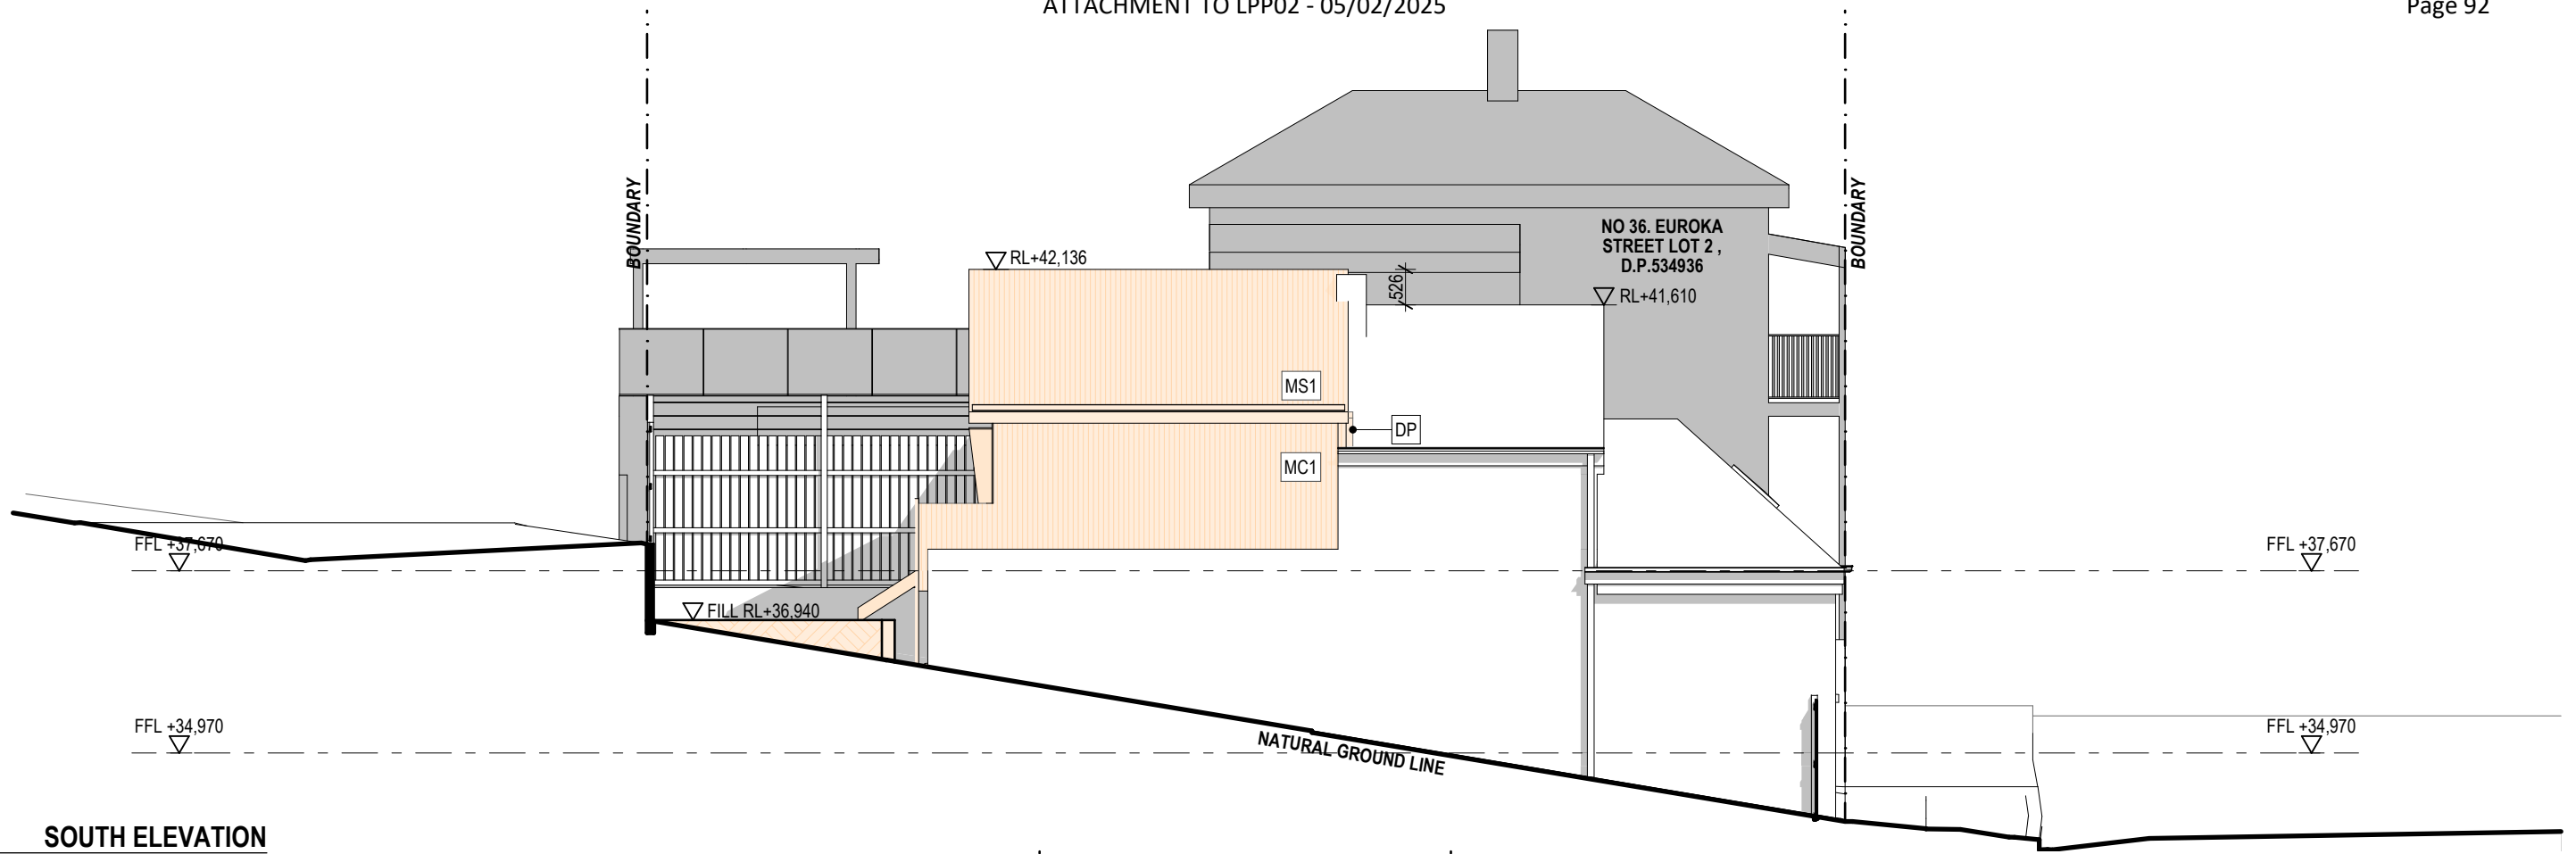 ATTACHMENT TO LPP02 - 05/02/2025
Page 92
BOUNDARY
BOUNDARY
NO 36. EUROKA
STREET LOT 2 ,
D.P.534936
RL+42,136
526
RL+41,610
MS1
DP
MC1
FFL +37,670
FFL +37,670
FILL RL+36,940
FFL +34,970
FFL +34,970
NATURAL GROUND LINE
SOUTH ELEVATION